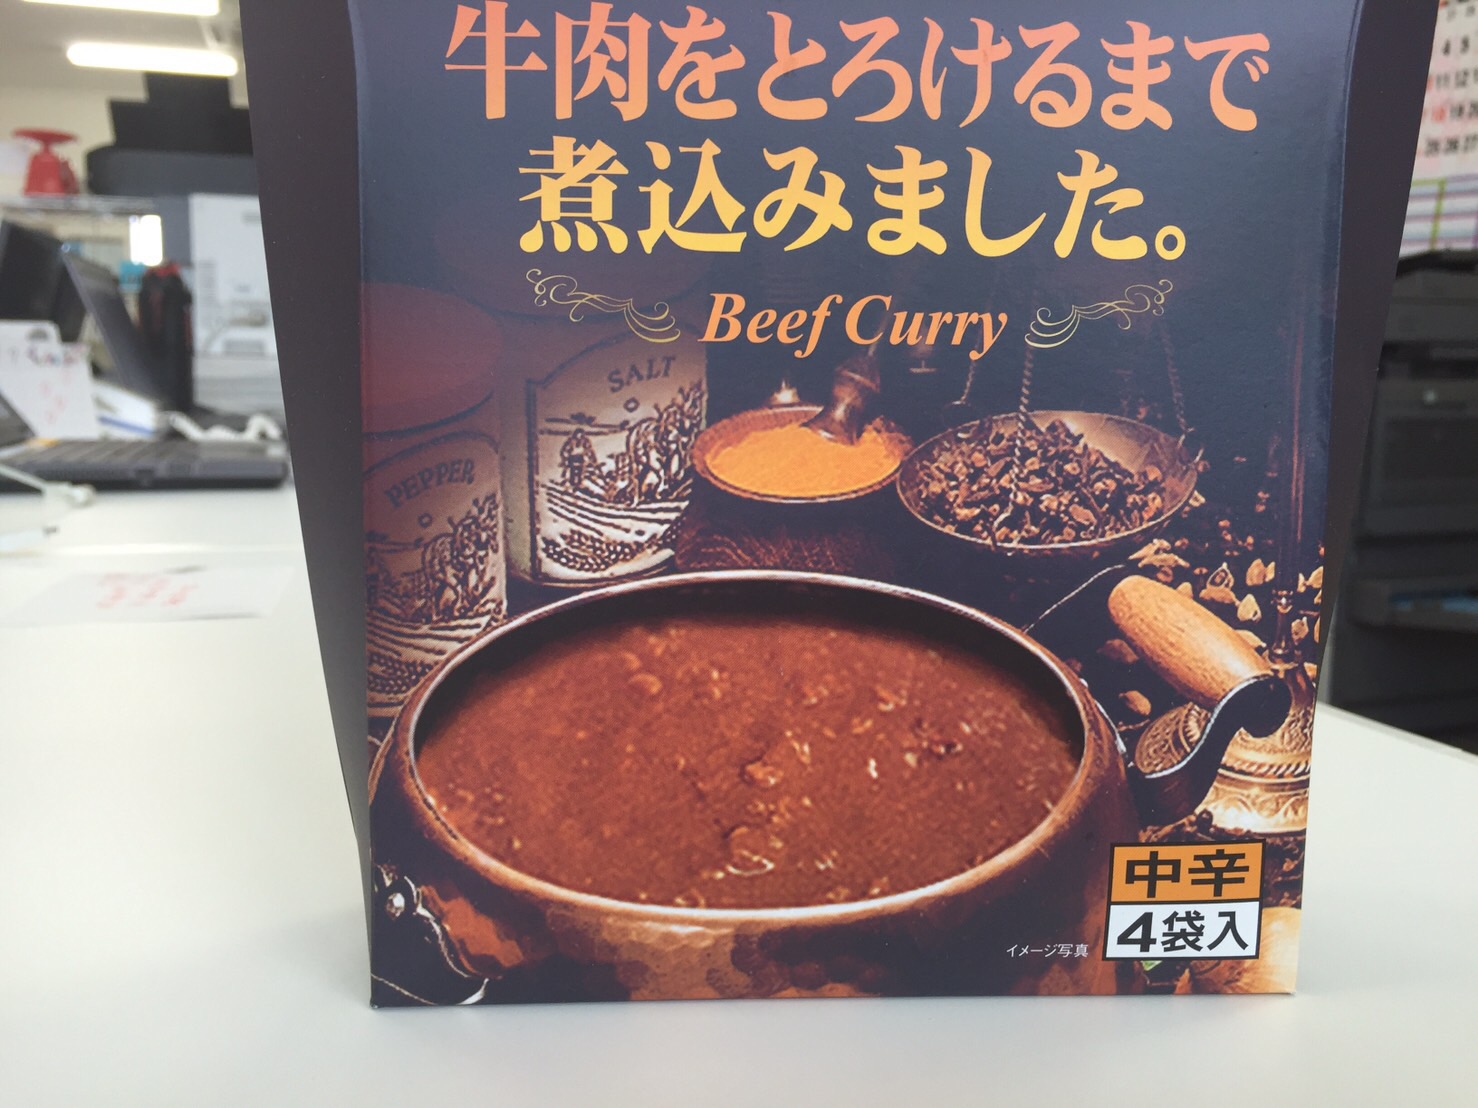 牛肉をとろけるまで
煮込みました。
Beef Curry
SALT
PEPPER
中辛
4袋入
イメージ写真